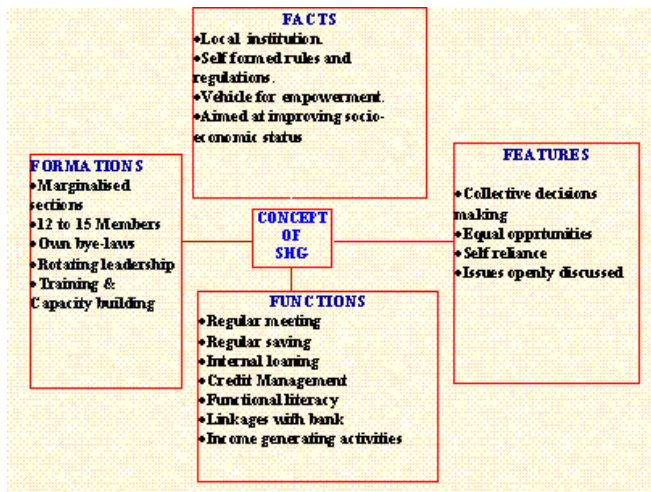 FACTS
•Local institution.
•Self formed rules and
regulations.
•Vehicle for empowerment.
•Aimed at improving socio-
economic status
FORMATIONS
•Marginalised
sections
•12 to 15 Members
•Own bye-laws
•Rotating leadership
•Training &
Capacity building
CONCEPT
OF
SHG
FEATURES
•Collective decisions
making
•Equal opprtunities
•Self reliance
•Issues openly discussed
FUNCTIONS
•Regular meeting
•Regular saving
•Internal loaning
•Credit Management
•Functional literacy
•Linkages with bank
•Income generating activities